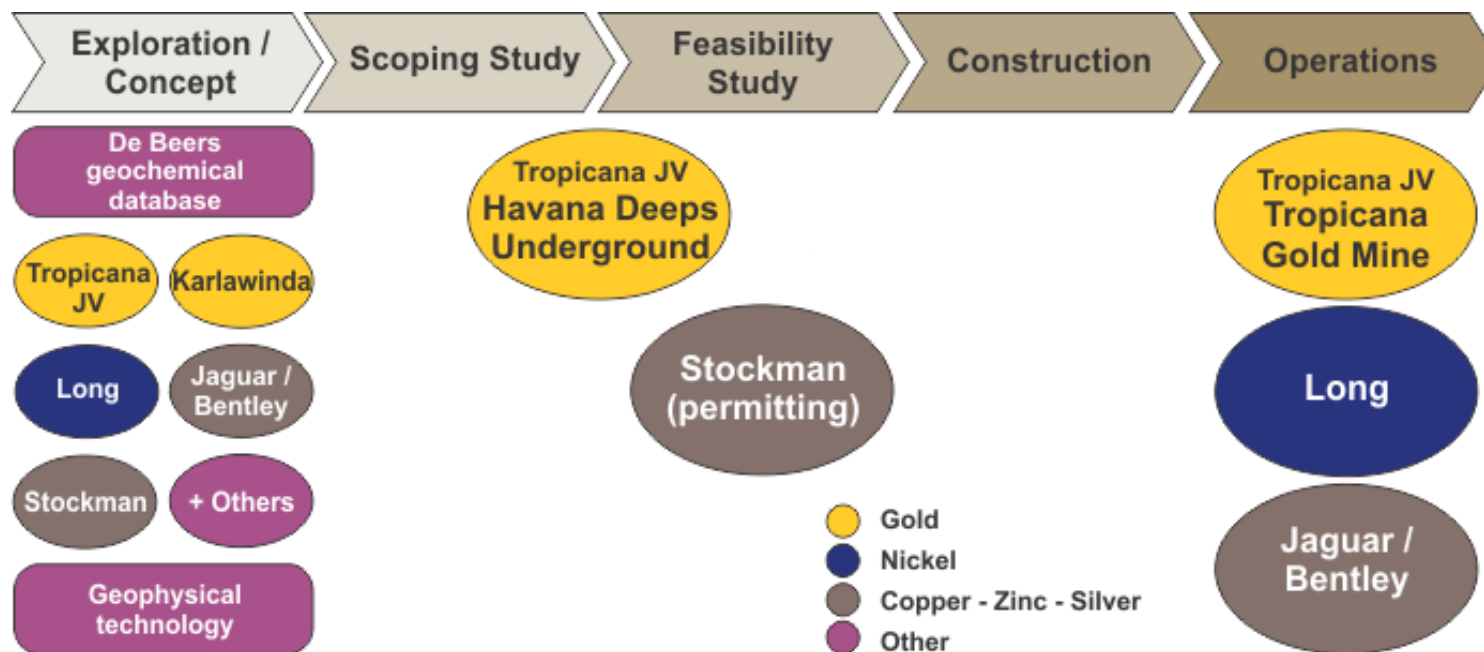 Exploration /
Concept
Scoping Study
Feasibility
Study
Construction
Operations
De Beers
geochemical
database
Tropicana
JV
Karlawinda
Long
Jaguar /
Bentley
Stockman
+ Others
Geophysical
technology
Tropicana JV
Havana Deeps
Underground
Stockman
(permitting)
Tropicana JV
Tropicana
Gold Mine
Long
Jaguar /
Bentley
Gold
Nickel
Copper - Zinc - Silver
Other